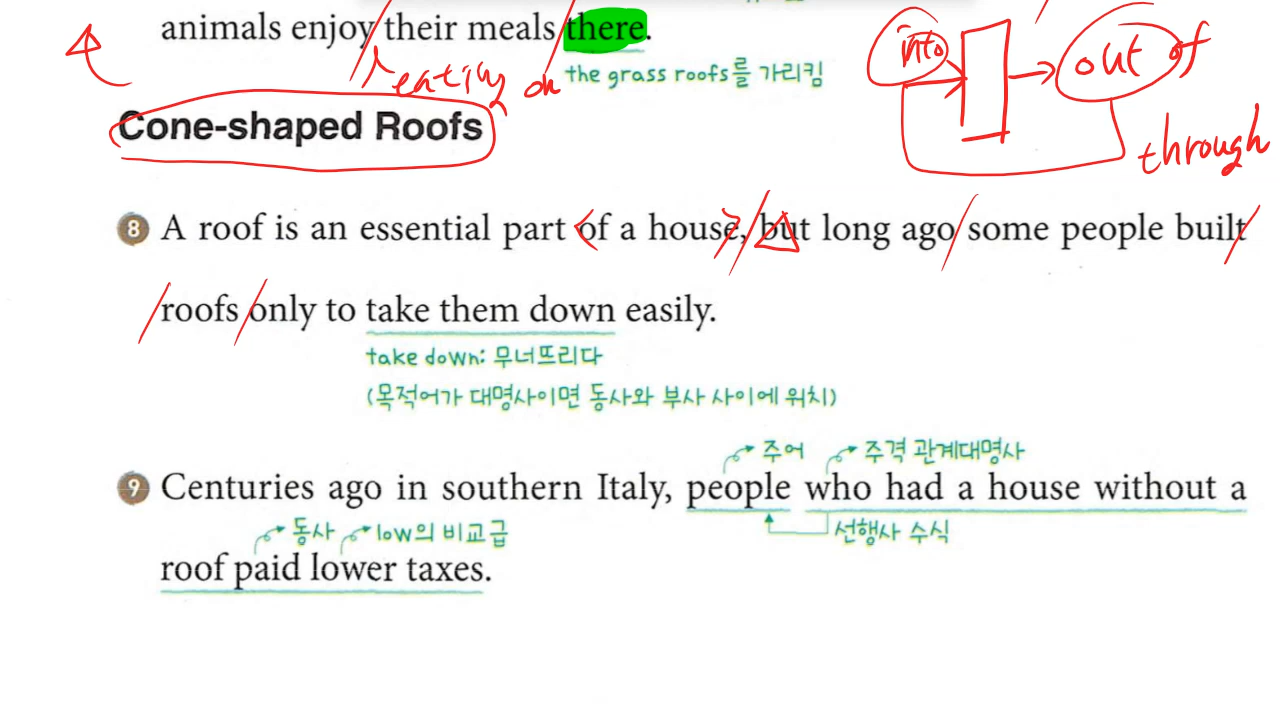 animals enjoy their meals there.
eating on
the grass roofs를 가리킴
into
out of
through
Cone-shaped Roofs
8 A roof is an essential part of a house, but long ago some people built
roofs only to take them down easily.
take down: 무너뜨리다
(목적어가 대명사이면 동사와 부사 사이에 위치)
주어 주격 관계대명사
9 Centuries ago in southern Italy, people who had a house without a
동사 low의 비교급 선행사 수식
roof paid lower taxes.